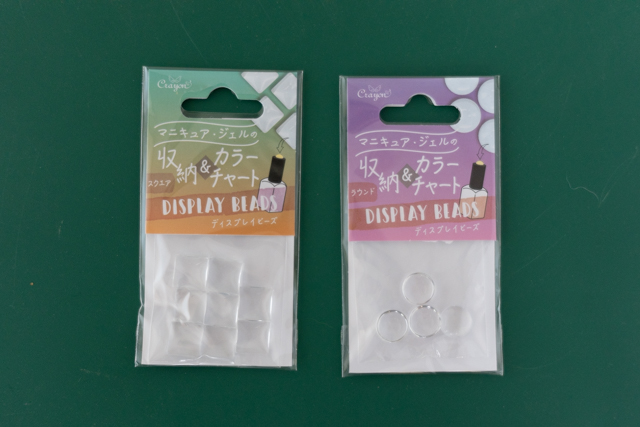 Crayon
マニキュア・ジェルの
収納&カラーチャート
スクエア
DISPLAY BEADS
ディスプレイビーズ
Crayon
マニキュア・ジェルの
収納&カラーチャート
ラウンド
DISPLAY BEADS
ディスプレイビーズ